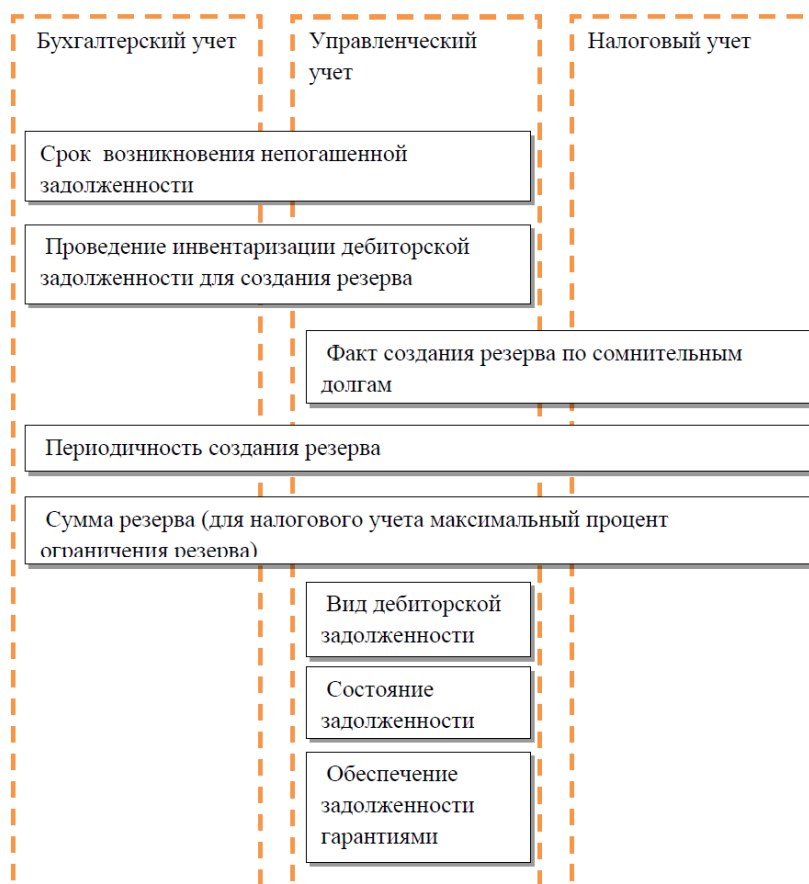 Бухгалтерский учет
Управленческий
учет
Налоговый учет
Срок возникновения непогашенной
задолженности
Проведение инвентаризации дебиторской
задолженности для создания резерва
Факт создания резерва по сомнительным
долгам
Периодичность создания резерва
Сумма резерва (для налогового учета максимальный процент
ограничения резерва)
Вид дебиторской
задолженности
Состояние
задолженности
Обеспечение
задолженности
гарантиями